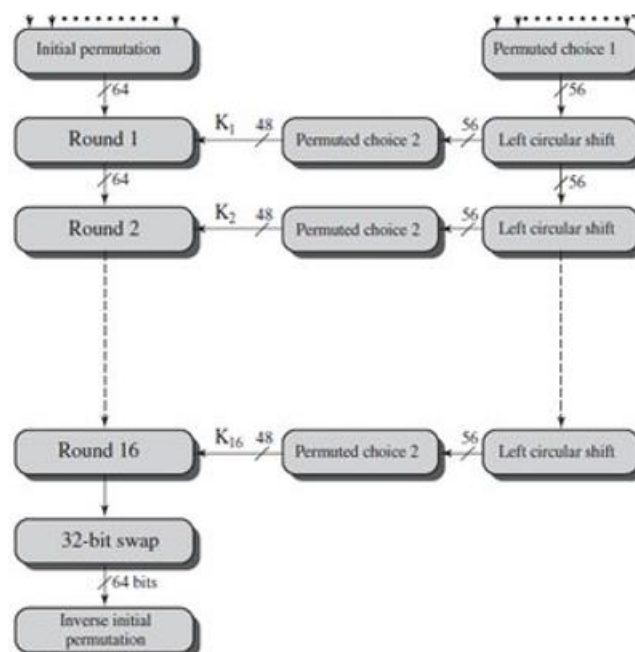 Initial permutation
Permuted choice 1
64
56
Round 1
K1
48
Permuted choice 2
56
Left circular shift
64
56
Round 2
K2
48
Permuted choice 2
56
Left circular shift
Round 16
K16
48
Permuted choice 2
56
Left circular shift
32-bit swap
64 bits
Inverse initial
permutation